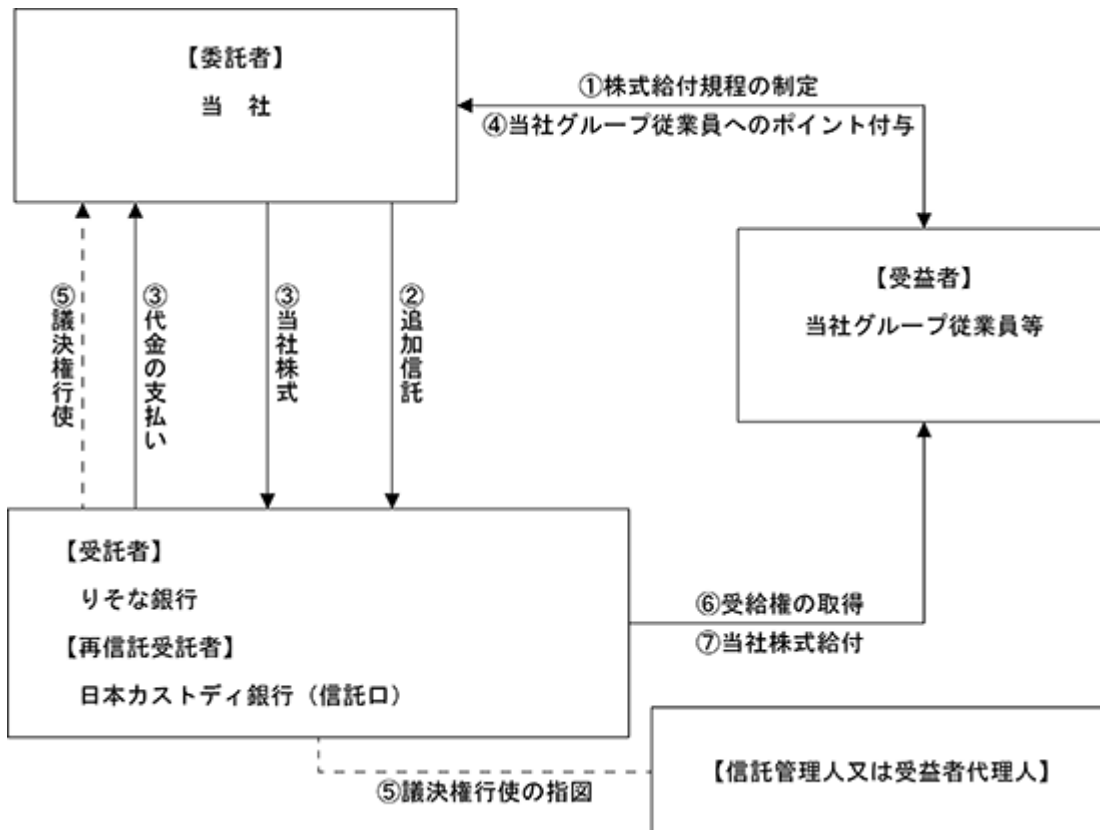 【委託者】
当　社
①株式給付規程の制定
④当社グループ従業員へのポイント付与
【受益者】
当社グループ従業員等
⑤議決権行使
③代金の支払い
③当社株式
②追加信託
【受託者】
りそな銀行
【再信託受託者】
日本カストディ銀行（信託口）
⑥受給権の取得
⑦当社株式給付
【信託管理人又は受益者代理人】
⑤議決権行使の指図